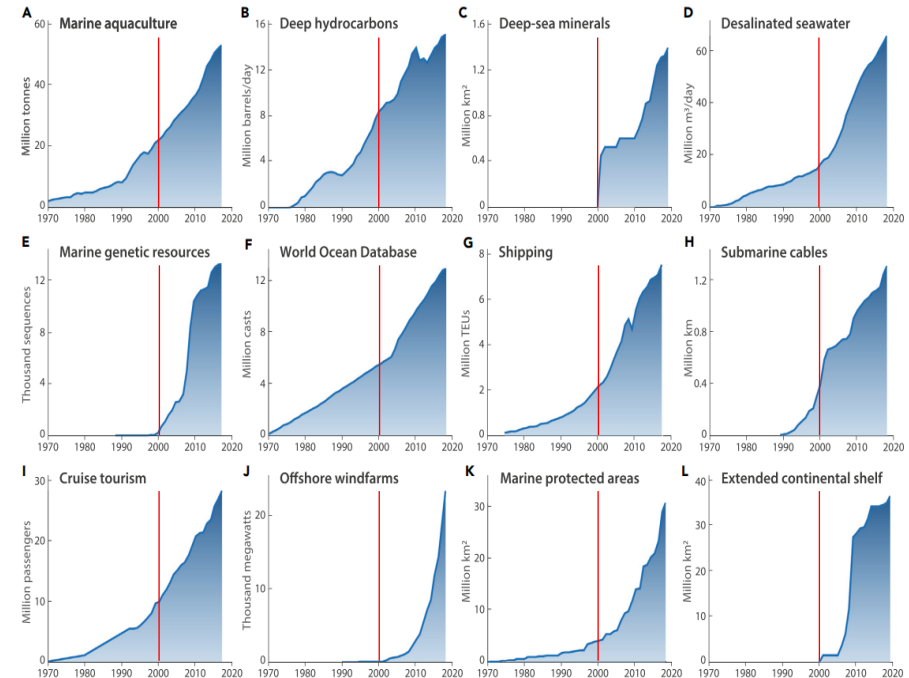 A Marine aquaculture
Million tonnes
60
40
20
0
1970 1980 1990 2000 2010 2020
B Deep hydrocarbons
Million barrels/day
16
12
8
4
0
1970 1980 1990 2000 2010 2020
C Deep-sea minerals
Million km²
1.6
1.2
0.8
0.4
0
1970 1980 1990 2000 2010 2020
D Desalinated seawater
Million m³/day
60
40
20
0
1970 1980 1990 2000 2010 2020
E Marine genetic resources
Thousand sequences
12
8
4
0
1970 1980 1990 2000 2010 2020
F World Ocean Database
Million casts
12
8
4
0
1970 1980 1990 2000 2010 2020
G Shipping
Million TEUs
8
6
4
2
0
1970 1980 1990 2000 2010 2020
H Submarine cables
Million km
1.2
0.8
0.4
0
1970 1980 1990 2000 2010 2020
I Cruise tourism
Million passengers
30
20
10
0
1970 1980 1990 2000 2010 2020
J Offshore windfarms
Thousand megawatts
20
10
0
1970 1980 1990 2000 2010 2020
K Marine protected areas
Million km²
30
20
10
0
1970 1980 1990 2000 2010 2020
L Extended continental shelf
Million km²
40
30
20
10
0
1970 1980 1990 2000 2010 2020